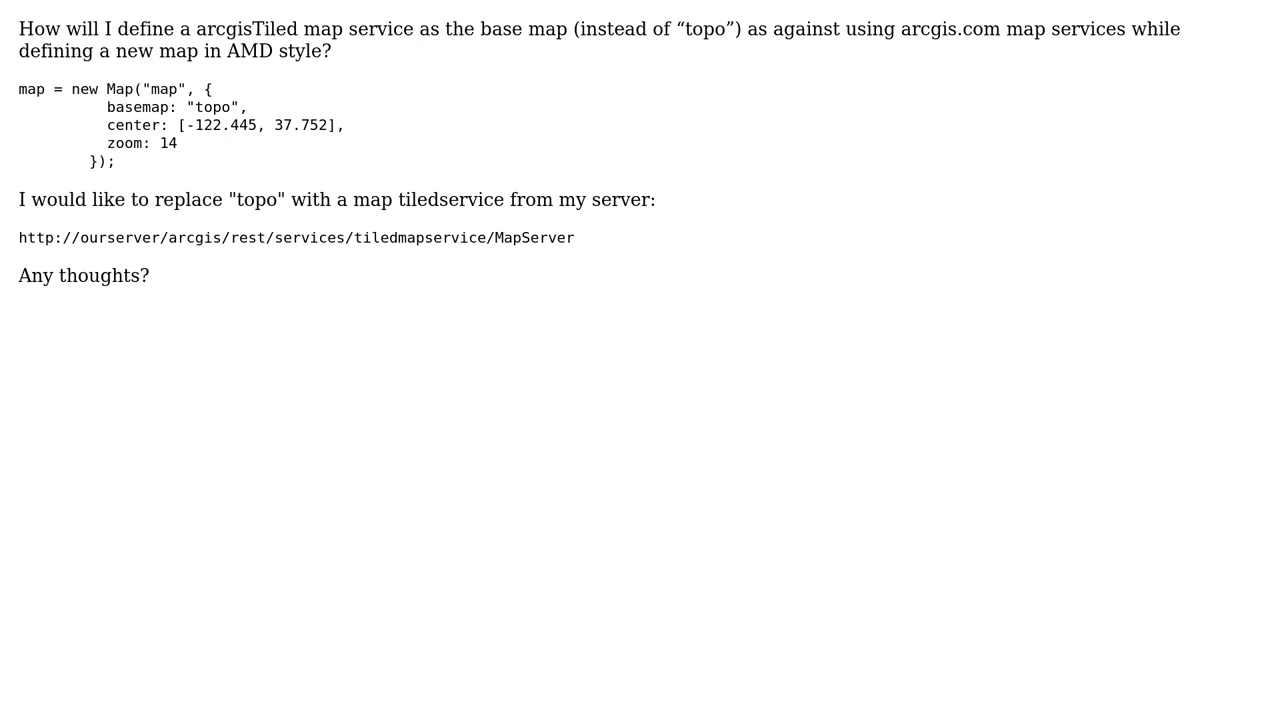 How will I define a arcgisTiled map service as the base map (instead of “topo”) as against using arcgis.com map services while
defining a new map in AMD style?
map = new Map("map", {
          basemap: "topo",
          center: [-122.445, 37.752],
          zoom: 14
        });
I would like to replace "topo" with a map tiledservice from my server:
http://ourserver/arcgis/rest/services/tiledmapservice/MapServer
Any thoughts?